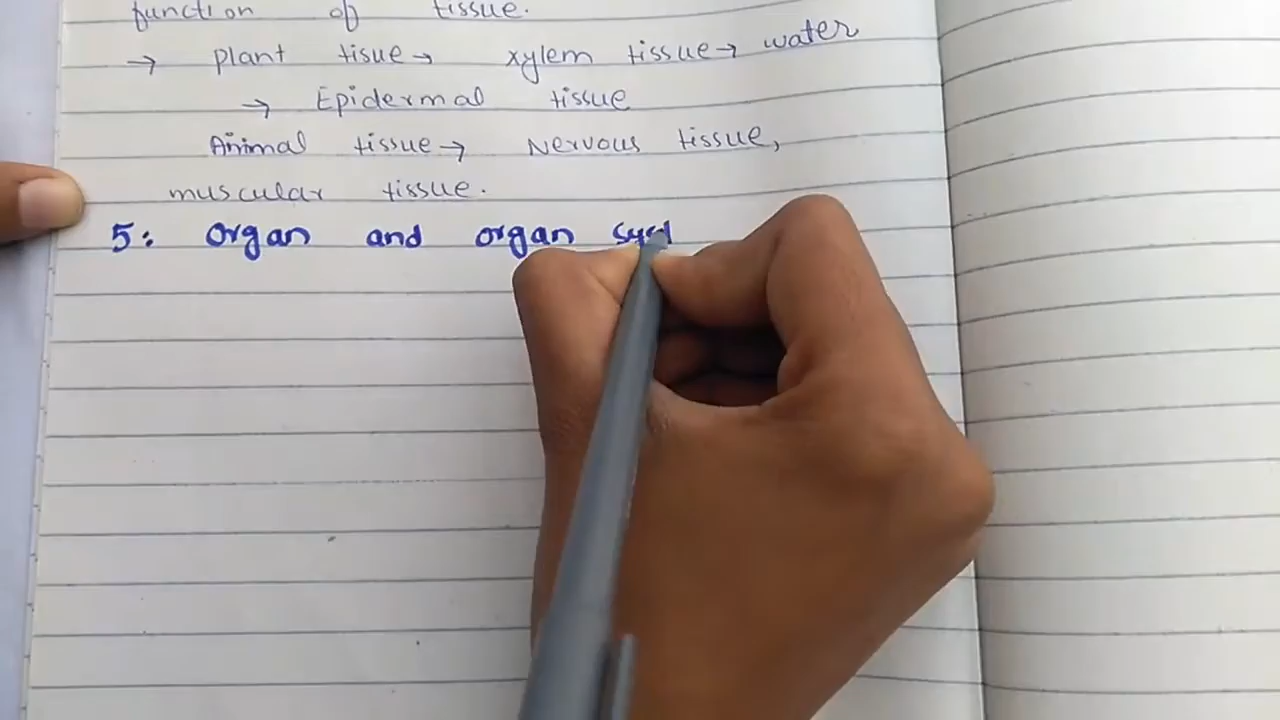 function of tissue.
→ plant tisue → xylem tissue → water
→ Epidermal tissue
Animal tissue → Nervous tissue,
muscular tissue.
5: organ and organ